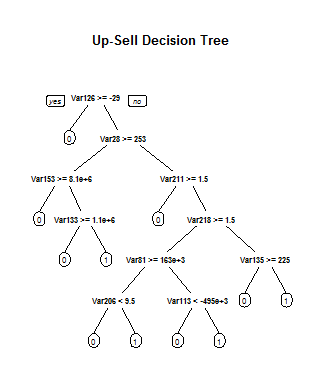 Up-Sell Decision Tree
yes Var126 >= -29 no
0 Var28 >= 253
Var153 >= 8.1e+6 Var211 >= 1.5
0 Var133 >= 1.1e+6 0 Var218 >= 1.5
0 1 Var81 >= 163e+3 Var135 >= 225
Var206 < 9.5 Var113 < -495e+3 0 1
0 1 0 1